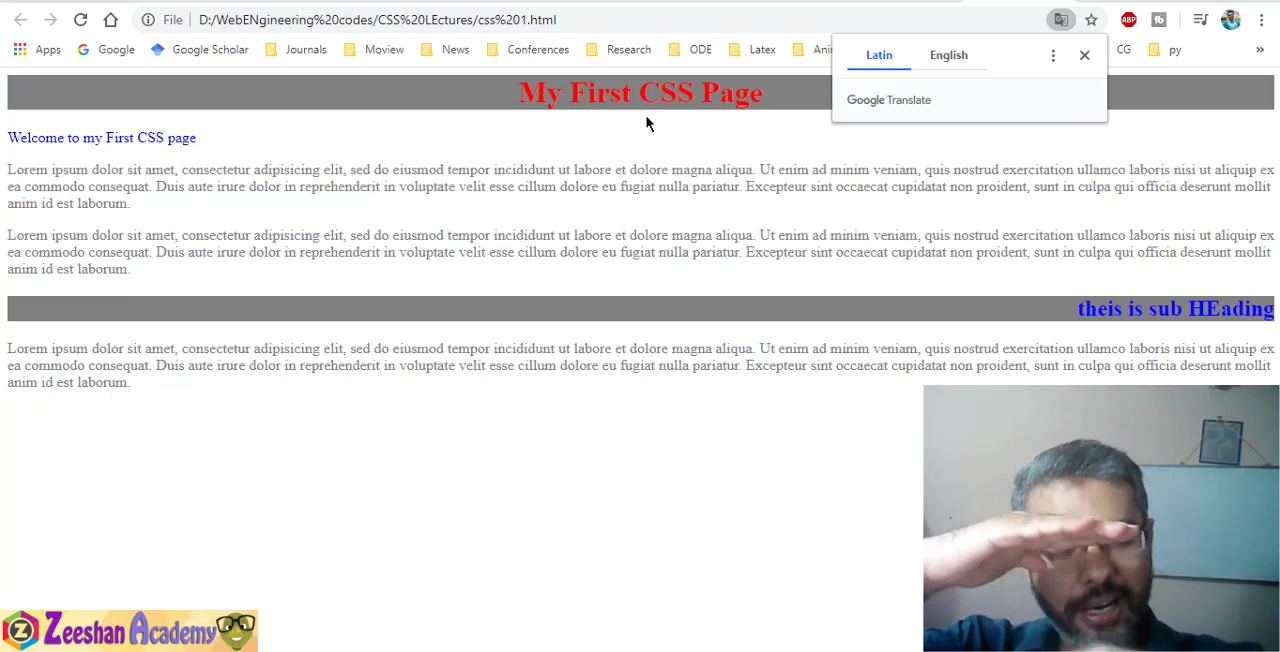 File
D:/WebENgineering%20codes/CSS%20LEctures/css%201.html
ABP
Apps
Google
Google Scholar
Journals
Moview
News
Conferences
Research
ODE
Latex
Ani
CG
py
»
Latin
English
Google Translate
My First CSS Page
Welcome to my First CSS page
Lorem ipsum dolor sit amet, consectetur adipisicing elit, sed do eiusmod tempor incididunt ut labore et dolore magna aliqua. Ut enim ad minim veniam, quis nostrud exercitation ullamco laboris nisi ut aliquip ex
ea commodo consequat. Duis aute irure dolor in reprehenderit in voluptate velit esse cillum dolore eu fugiat nulla pariatur. Excepteur sint occaecat cupidatat non proident, sunt in culpa qui officia deserunt mollit
anim id est laborum.
Lorem ipsum dolor sit amet, consectetur adipisicing elit, sed do eiusmod tempor incididunt ut labore et dolore magna aliqua. Ut enim ad minim veniam, quis nostrud exercitation ullamco laboris nisi ut aliquip ex
ea commodo consequat. Duis aute irure dolor in reprehenderit in voluptate velit esse cillum dolore eu fugiat nulla pariatur. Excepteur sint occaecat cupidatat non proident, sunt in culpa qui officia deserunt mollit
anim id est laborum.
theis is sub HEading
Lorem ipsum dolor sit amet, consectetur adipisicing elit, sed do eiusmod tempor incididunt ut labore et dolore magna aliqua. Ut enim ad minim veniam, quis nostrud exercitation ullamco laboris nisi ut aliquip ex
ea commodo consequat. Duis aute irure dolor in reprehenderit in voluptate velit esse cillum dolore eu fugiat nulla pariatur. Excepteur sint occaecat cupidatat non proident, sunt in culpa qui officia deserunt mollit
anim id est laborum.
Z Zeeshan Academy